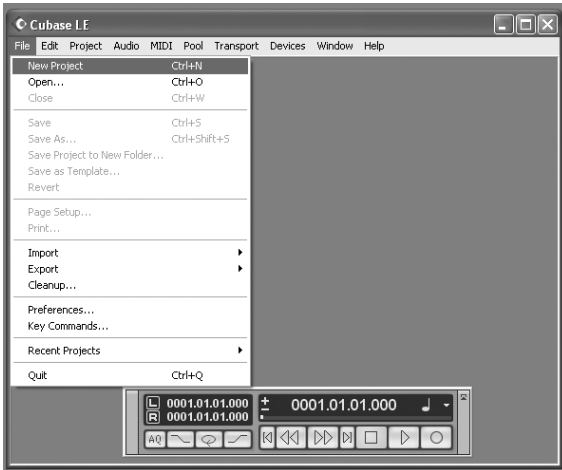 Cubase LE
File Edit Project Audio MIDI Pool Transport Devices Window Help
New Project Ctrl+N
Open... Ctrl+O
Close Ctrl+W
Save Ctrl+S
Save As... Ctrl+Shift+S
Save Project to New Folder...
Save as Template...
Revert
Page Setup...
Print...
Import
Export
Cleanup...
Preferences...
Key Commands...
Recent Projects
Quit Ctrl+Q
L 0001.01.01.000 0001.01.01.000
R 0001.01.01.000
AQ